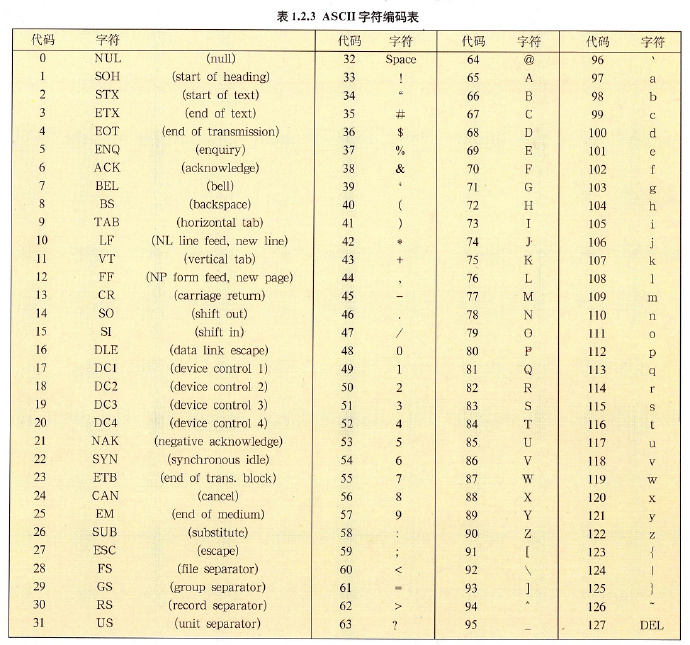 表 1.2.3 ASCII 字符编码表
代码 字符 代码 字符 代码 字符 代码 字符
0 NUL (null) 32 Space 64 @ 96 `
1 SOH (start of heading) 33 ! 65 A 97 a
2 STX (start of text) 34 “ 66 B 98 b
3 ETX (end of text) 35 # 67 C 99 c
4 EOT (end of transmission) 36 $ 68 D 100 d
5 ENQ (enquiry) 37 % 69 E 101 e
6 ACK (acknowledge) 38 & 70 F 102 f
7 BEL (bell) 39 ‘ 71 G 103 g
8 BS (backspace) 40 ( 72 H 104 h
9 TAB (horizontal tab) 41 ) 73 I 105 i
10 LF (NL line feed, new line) 42 * 74 J 106 j
11 VT (vertical tab) 43 + 75 K 107 k
12 FF (NP form feed, new page) 44 , 76 L 108 l
13 CR (carriage return) 45 - 77 M 109 m
14 SO (shift out) 46 . 78 N 110 n
15 SI (shift in) 47 / 79 O 111 o
16 DLE (data link escape) 48 0 80 P 112 p
17 DC1 (device control 1) 49 1 81 Q 113 q
18 DC2 (device control 2) 50 2 82 R 114 r
19 DC3 (device control 3) 51 3 83 S 115 s
20 DC4 (device control 4) 52 4 84 T 116 t
21 NAK (negative acknowledge) 53 5 85 U 117 u
22 SYN (synchronous idle) 54 6 86 V 118 v
23 ETB (end of trans. block) 55 7 87 W 119 w
24 CAN (cancel) 56 8 88 X 120 x
25 EM (end of medium) 57 9 89 Y 121 y
26 SUB (substitute) 58 : 90 Z 122 z
27 ESC (escape) 59 ; 91 [ 123 {
28 FS (file separator) 60 < 92 \ 124 |
29 GS (group separator) 61 = 93 ] 125 }
30 RS (record separator) 62 > 94 ^ 126 ~
31 US (unit separator) 63 ? 95 _ 127 DEL